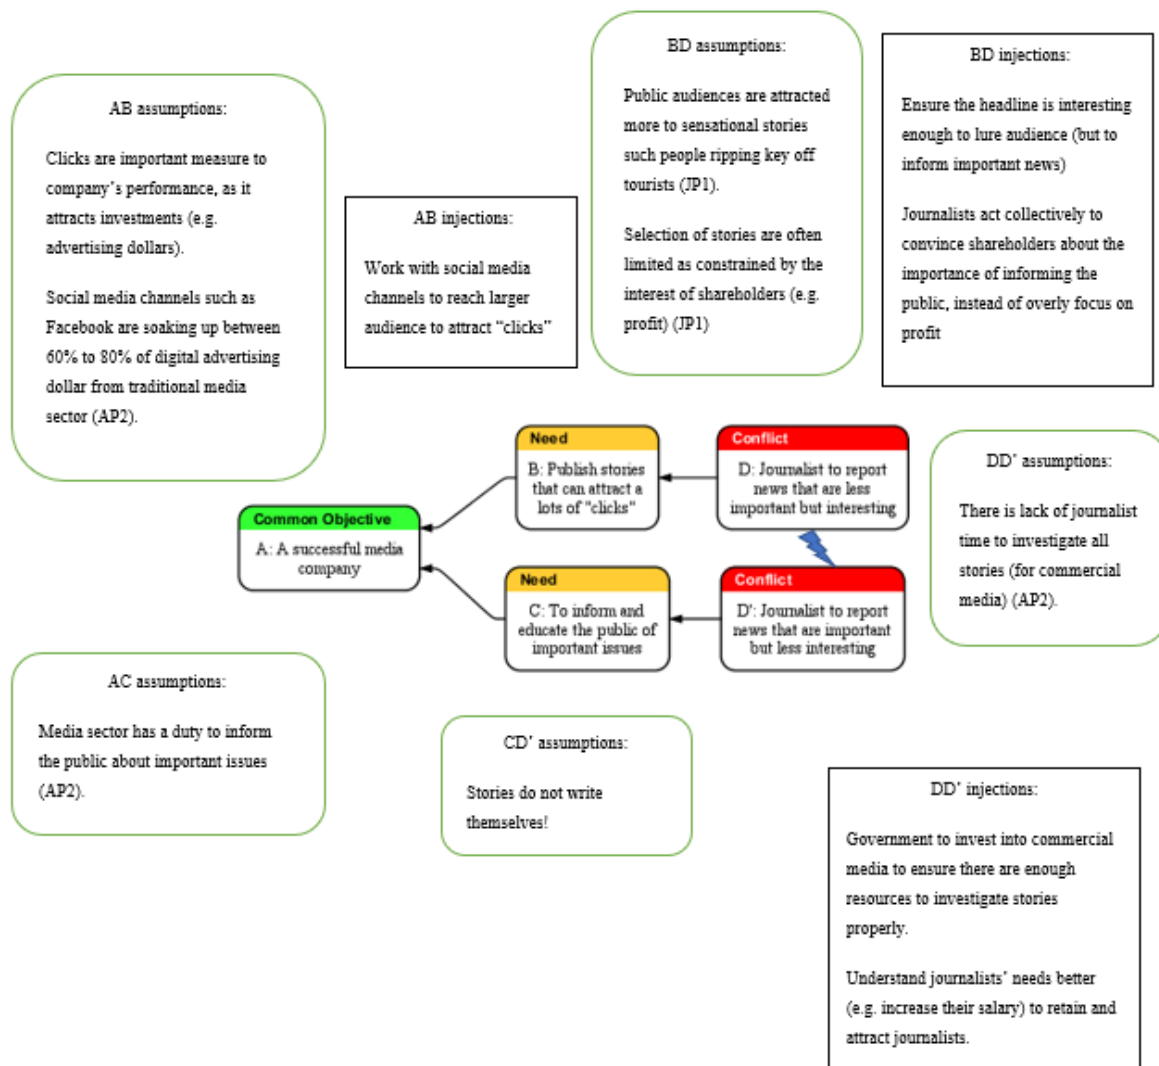 BD assumptions:
Public audiences are attracted
more to sensational stories
such people ripping key off
tourists (JP1).
Selection of stories are often
limited as constrained by the
interest of shareholders (e.g.
profit) (JP1)
BD injections:
Ensure the headline is interesting
enough to lure audience (but to
inform important news)
Journalists act collectively to
convince shareholders about the
importance of informing the
public, instead of overly focus on
profit
AB assumptions:
Clicks are important measure to
company's performance, as it
attracts investments (e.g.
advertising dollars).
Social media channels such as
Facebook are soaking up between
60% to 80% of digital advertising
dollar from traditional media
sector (AP2).
AB injections:
Work with social media
channels to reach larger
audience to attract "clicks"
Need
B: Publish stories
that can attract a
lots of "clicks"
Conflict
D: Journalist to report
news that are less
important but interesting
DD' assumptions:
There is lack of journalist
time to investigate all
stories (for commercial
media) (AP2).
Common Objective
A: A successful media
company
Need
C: To inform and
educate the public of
important issues
Conflict
D': Journalist to report
news that are important
but less interesting
AC assumptions:
Media sector has a duty to inform
the public about important issues
(AP2).
CD' assumptions:
Stories do not write
themselves!
DD' injections:
Government to invest into commercial
media to ensure there are enough
resources to investigate stories
properly.
Understand journalists' needs better
(e.g. increase their salary) to retain and
attract journalists.